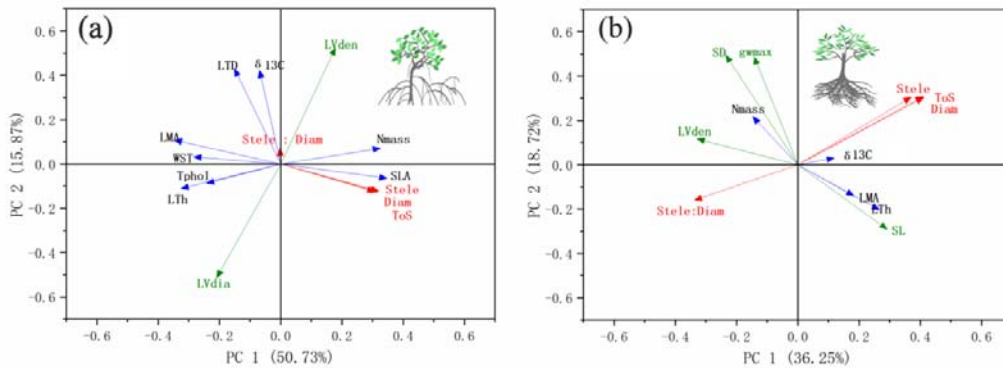 (a)
0.6
0.4
0.2
0.0
-0.2
-0.4
-0.6
PC 2 (15.87%)
LVden
LTD
δ13C
Stele : Diam
LMA
WST
Tphol
LTh
Nmass
SLA
Stele
Diam
ToS
LVdia
-0.6 -0.4 -0.2 0.0 0.2 0.4 0.6
PC 1 (50.73%)
(b)
0.6
0.4
0.2
0.0
-0.2
-0.4
-0.6
PC 2 (18.72%)
SD gwmax
Nmass
LVden
Stele
ToS
Diam
δ13C
Stele:Diam
LMA
LTh
SL
-0.6 -0.4 -0.2 0.0 0.2 0.4 0.6
PC 1 (36.25%)